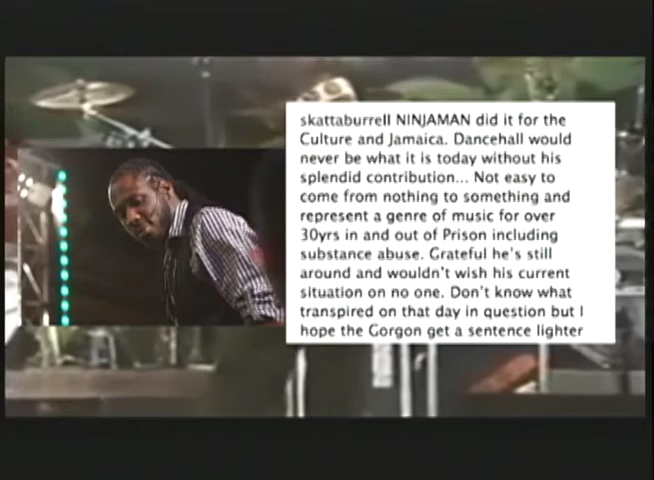 skattaburrell NINJAMAN did it for the
Culture and Jamaica. Dancehall would
never be what it is today without his
splendid contribution... Not easy to
come from nothing to something and
represent a genre of music for over
30yrs in and out of Prison including
substance abuse. Grateful he's still
around and wouldn't wish his current
situation on no one. Don't know what
transpired on that day in question but I
hope the Gorgon get a sentence lighter